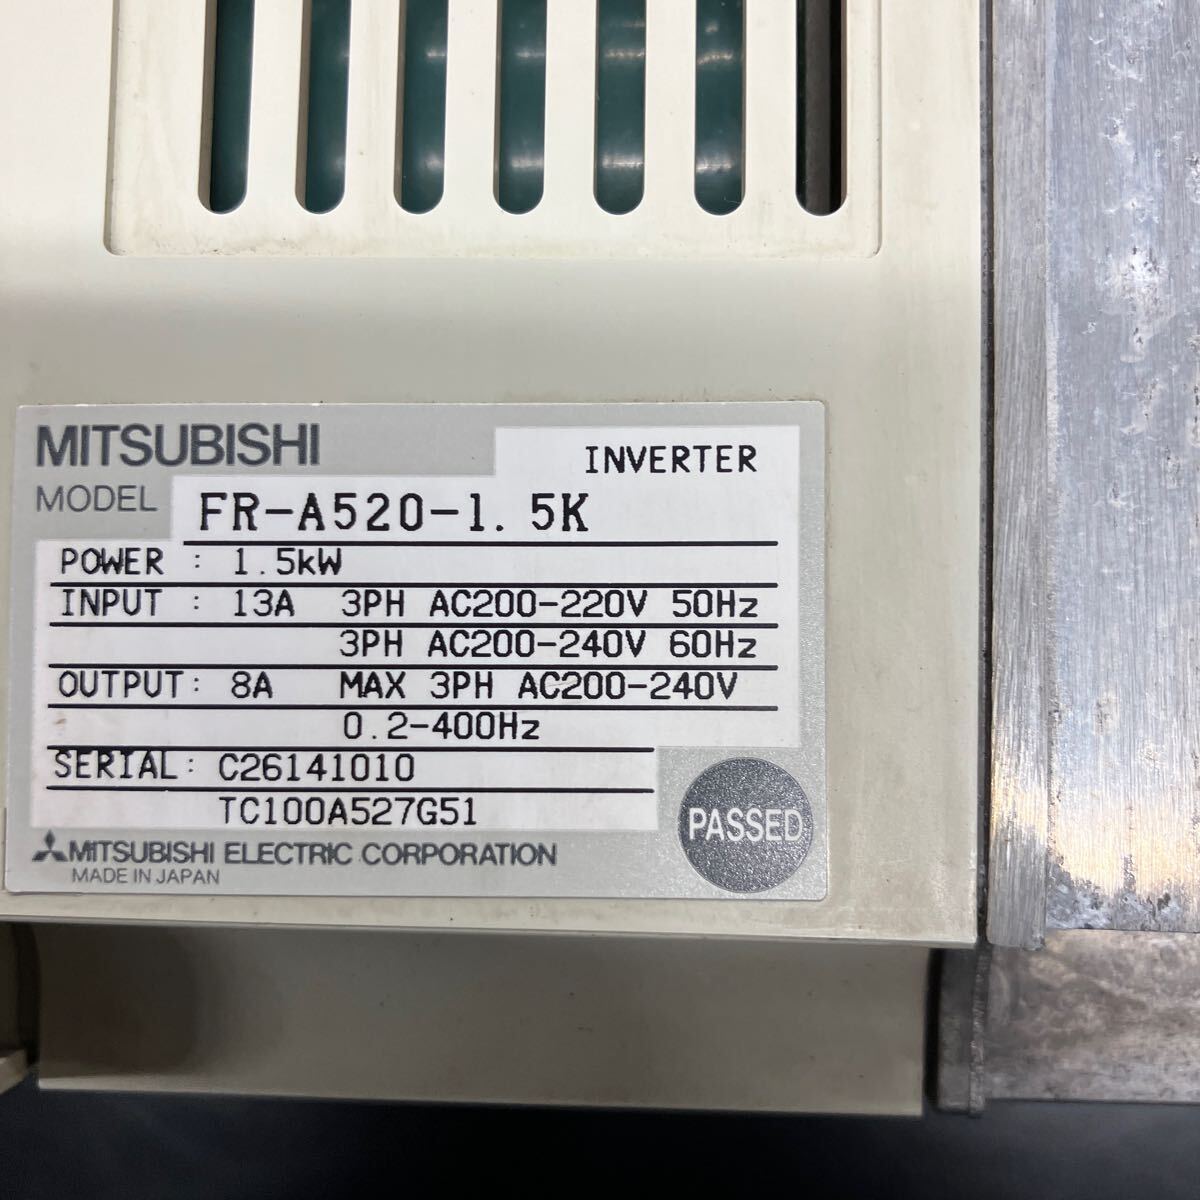 MITSUBISHI
INVERTER
MODEL FR-A520-1.5K
POWER : 1.5kW
INPUT : 13A 3PH AC200-220V 50Hz
3PH AC200-240V 60Hz
OUTPUT: 8A MAX 3PH AC200-240V
0.2-400Hz
SERIAL: C26141010
TC100A527G51
PASSED
MITSUBISHI ELECTRIC CORPORATION
MADE IN JAPAN